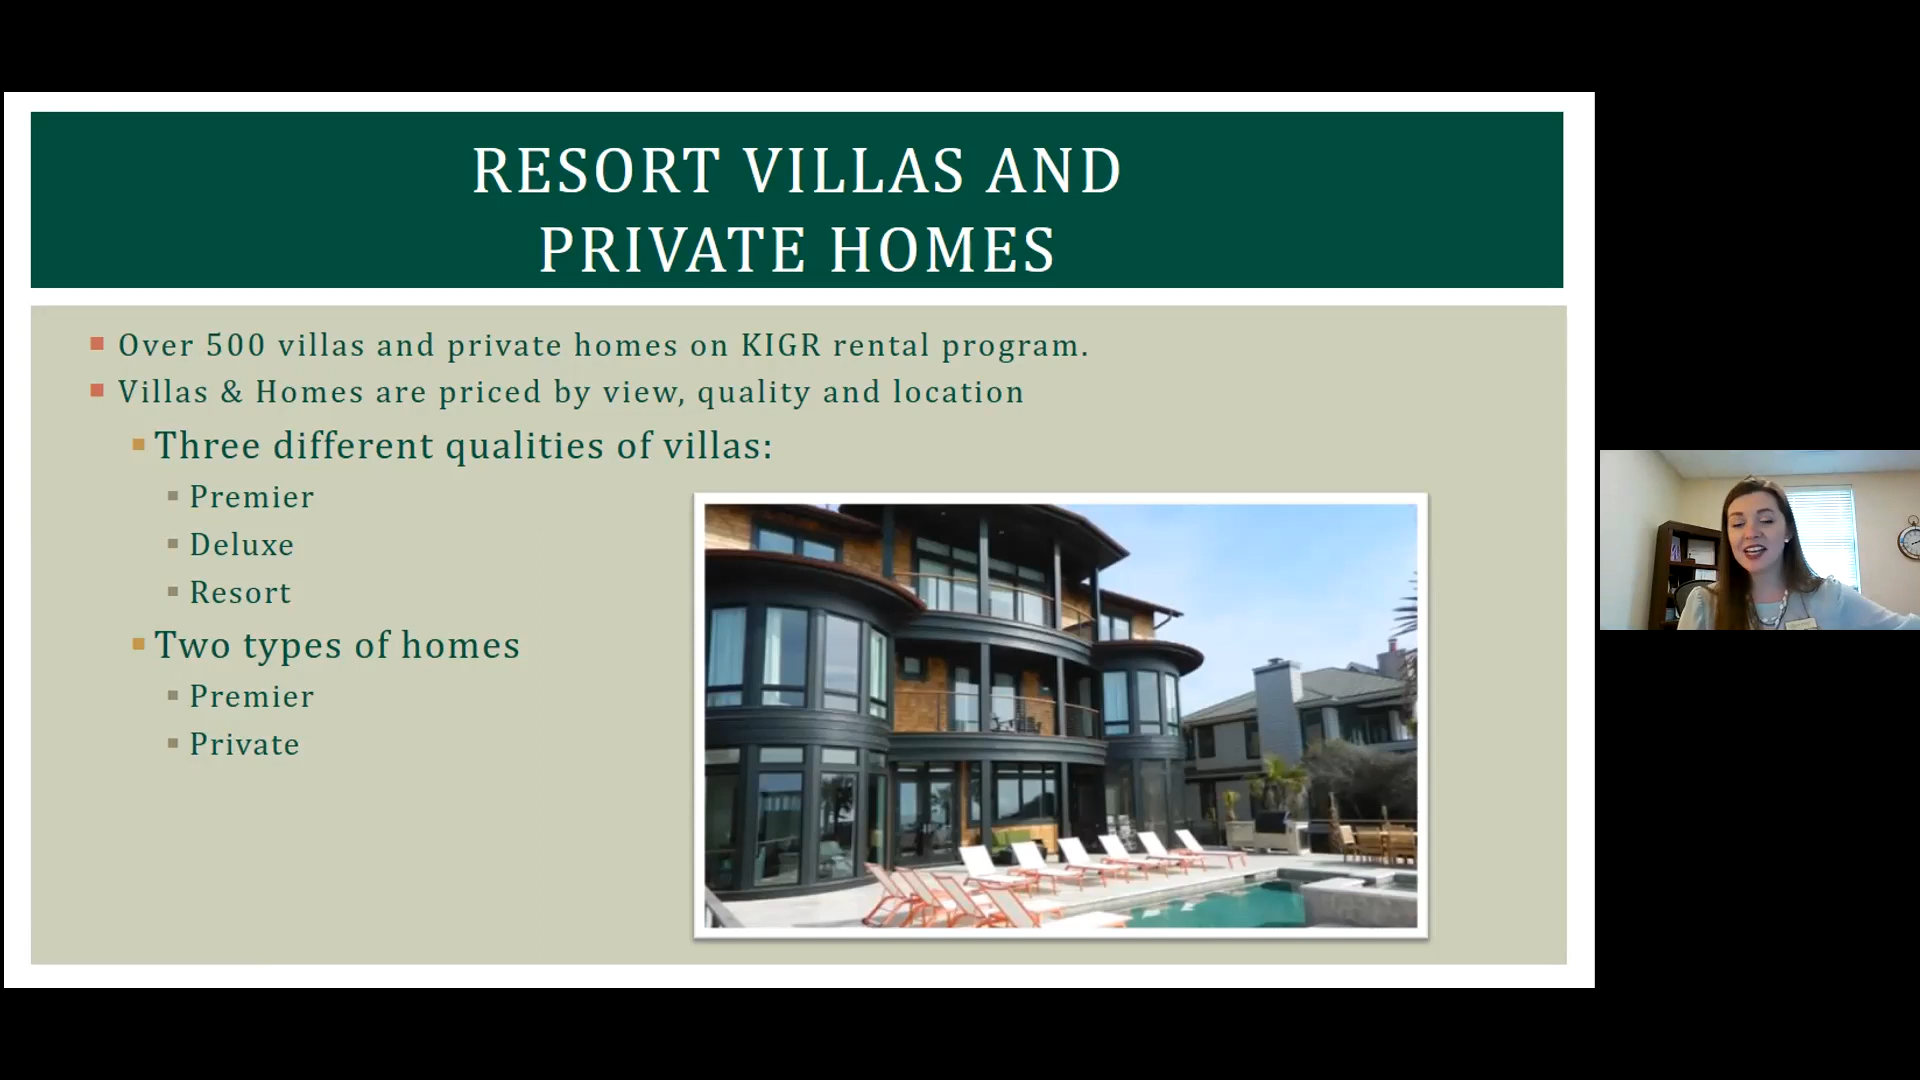 RESORT VILLAS AND
PRIVATE HOMES
Over 500 villas and private homes on KIGR rental program.
Villas & Homes are priced by view, quality and location
Three different qualities of villas:
Premier
Deluxe
Resort
Two types of homes
Premier
Private